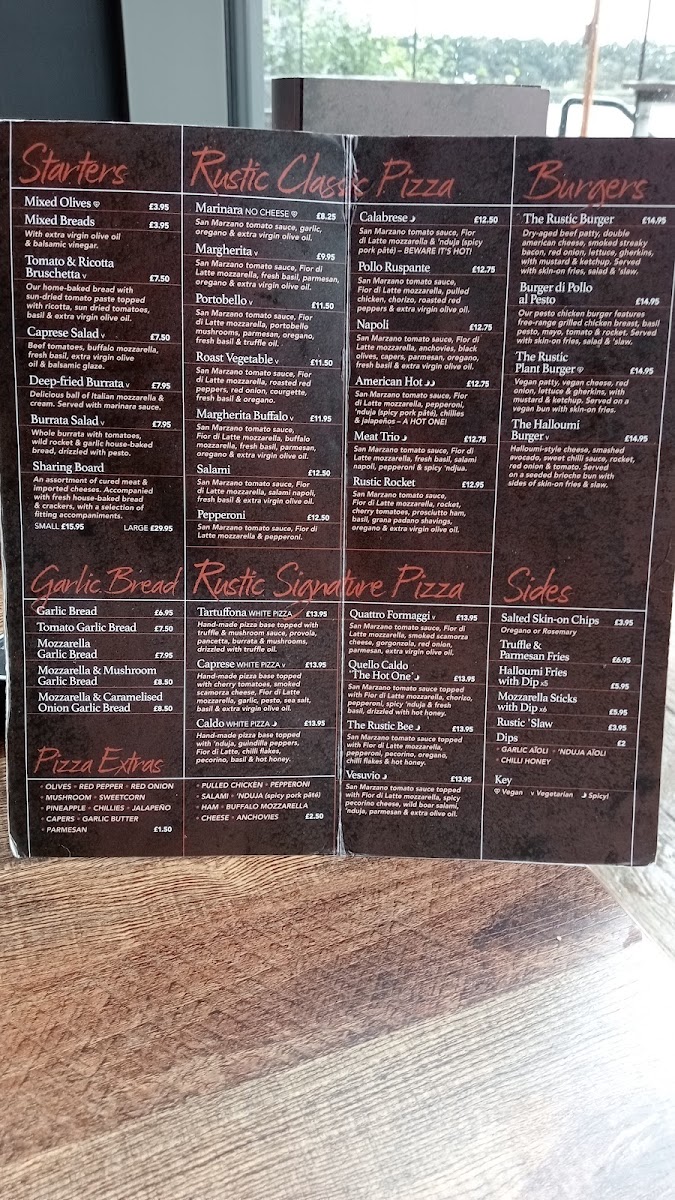 Starters
Mixed Olives £3.95
Mixed Breads £3.95
With extra virgin olive oil
& balsamic vinegar.
Tomato & Ricotta
Bruschetta v £7.50
Our home-baked bread with
sun-dried tomato paste topped
with ricotta, sun dried tomatoes,
basil & extra virgin olive oil.
Caprese Salad v £7.50
Beef tomatoes, buffalo mozzarella,
fresh basil, extra virgin olive
oil & balsamic glaze.
Deep-fried Burrata v £7.95
Delicious ball of Italian mozzarella &
cream. Served with marinara sauce.
Burrata Salad v £7.95
Whole burrata with tomatoes,
wild rocket & garlic house-baked
bread, drizzled with pesto.
Sharing Board
An assortment of cured meat &
imported cheeses. Accompanied
with fresh house-baked bread
& crackers, with a selection of
fitting accompaniments.
SMALL £15.95 LARGE £29.95
Garlic Bread
Garlic Bread £6.95
Tomato Garlic Bread £7.50
Mozzarella
Garlic Bread £7.95
Mozzarella & Mushroom
Garlic Bread £8.50
Mozzarella & Caramelised
Onion Garlic Bread £8.50
Pizza Extras
• OLIVES • RED PEPPER • RED ONION
• MUSHROOM • SWEETCORN
• PINEAPPLE • CHILLIES • JALAPEÑO
• CAPERS • GARLIC BUTTER
• PARMESAN £1.50
• PULLED CHICKEN • PEPPERONI
• SALAMI • 'NDUJA (spicy pork pâté)
• HAM • BUFFALO MOZZARELLA
• CHEESE • ANCHOVIES £2.50
Rustic Classic Pizza
Marinara NO CHEESE £8.25
San Marzano tomato sauce, garlic,
oregano & extra virgin olive oil.
Margherita v £9.95
San Marzano tomato sauce, Fior di
Latte mozzarella, fresh basil, parmesan,
oregano & extra virgin olive oil.
Portobello v £11.50
San Marzano tomato sauce, Fior
di Latte mozzarella, portobello
mushrooms, parmesan, oregano,
fresh basil & truffle oil.
Roast Vegetable v £11.50
San Marzano tomato sauce, Fior
di Latte mozzarella, roasted red
peppers, red onion, courgette,
fresh basil & oregano.
Margherita Buffalo v £11.95
San Marzano tomato sauce,
Fior di Latte mozzarella, buffalo
mozzarella, fresh basil, parmesan,
oregano & extra virgin olive oil.
Salami £12.50
San Marzano tomato sauce, Fior
di Latte mozzarella, salami napoli,
fresh basil & extra virgin olive oil.
Pepperoni £12.50
San Marzano tomato sauce, Fior di
Latte mozzarella & pepperoni.
Calabrese £12.50
San Marzano tomato sauce, Fior
di Latte mozzarella & 'nduja (spicy
pork pâté) – BEWARE IT'S HOT!
Pollo Ruspante £12.75
San Marzano tomato sauce,
Fior di Latte mozzarella, pulled
chicken, chorizo, roasted red
peppers & extra virgin olive oil.
Napoli £12.75
San Marzano tomato sauce, Fior di
Latte mozzarella, anchovies, black
olives, capers, parmesan, oregano,
fresh basil & extra virgin olive oil.
American Hot £12.75
San Marzano tomato sauce, Fior di
Latte mozzarella, pepperoni,
'nduja (spicy pork pâté), chillies
& jalapeños – A HOT ONE!
Meat Trio £12.75
San Marzano tomato sauce, Fior di
Latte mozzarella, fresh basil, salami
napoli, pepperoni & spicy 'ndjua.
Rustic Rocket £12.95
San Marzano tomato sauce,
Fior di Latte mozzarella, rocket,
cherry tomatoes, prosciutto ham,
basil, grana padano shavings,
oregano & extra virgin olive oil.
Rustic Signature Pizza
Tartuffona WHITE PIZZA £13.95
Hand-made pizza base topped with
truffle & mushroom sauce, provola,
pancetta, burrata & mushrooms,
drizzled with truffle oil.
Caprese WHITE PIZZA v £13.95
Hand-made pizza base topped
with cherry tomatoes, smoked
scamorza cheese, Fior di Latte
mozzarella, garlic, pesto, sea salt,
basil & extra virgin olive oil.
Caldo WHITE PIZZA £13.95
Hand-made pizza base topped
with 'nduja, guindilla peppers,
Fior di Latte, chilli flakes,
pecorino, basil & hot honey.
Quattro Formaggi v £13.95
San Marzano tomato sauce, Fior di
Latte mozzarella, smoked scamorza
cheese, gorgonzola, red onion,
parmesan, extra virgin olive oil.
Quello Caldo
'The Hot One' £13.95
San Marzano tomato sauce topped
with Fior di Latte mozzarella, chorizo,
pepperoni, spicy 'nduja & fresh
basil, drizzled with hot honey.
The Rustic Bee £13.95
San Marzano tomato sauce topped
with Fior di Latte mozzarella,
pepperoni, pecorino, oregano,
chilli flakes & hot honey.
Vesuvio £13.95
San Marzano tomato sauce topped
with Fior di Latte mozzarella, spicy
pecorino cheese, wild boar salami,
'nduja, parmesan & extra olive oil.
Burgers
The Rustic Burger £14.95
Dry-aged beef patty, double
american cheese, smoked streaky
bacon, red onion, lettuce, gherkins,
with mustard & ketchup. Served
with skin-on fries, salad & 'slaw.
Burger di Pollo
al Pesto £14.95
Our pesto chicken burger features
free-range grilled chicken breast, basil
pesto, mayo, tomato & rocket. Served
with skin-on fries, salad & 'slaw.
The Rustic
Plant Burger £14.95
Vegan patty, vegan cheese, red
onion, lettuce & gherkins, with
mustard & ketchup. Served on a
vegan bun with skin-on fries.
The Halloumi
Burger v £14.95
Halloumi-style cheese, smashed
avocado, sweet chilli sauce, rocket,
red onion & tomato. Served
on a seeded brioche bun with
sides of skin-on fries & slaw.
Sides
Salted Skin-on Chips £3.95
Oregano or Rosemary
Truffle &
Parmesan Fries £6.95
Halloumi Fries
with Dip x5 £5.95
Mozzarella Sticks
with Dip x6 £5.95
Rustic 'Slaw £3.95
Dips £2
• GARLIC AÏOLI • 'NDUJA AÏOLI
• CHILLI HONEY
Key
Vegan v Vegetarian Spicy!